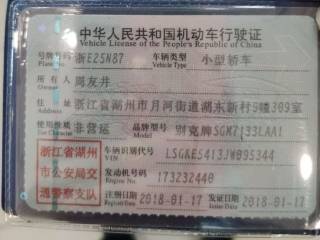 中华人民共和国机动车行驶证
Vehicle License of the People's Republic of China
号牌号码 浙E25N87 车辆类型 小型轿车
Plate No. Vehicle Type
所有人 周友井
Owner
住址 浙江省湖州市月河街道湖东新村9幢309室
Address
使用性质 非营运 品牌型号 别克牌SGM7133LAA1
Use Character Model
浙江省湖州 车辆识别代号 LSGKE5413JW095344
VIN
市公安局交 发动机号码 173232440
Engine No.
通警察支队 注册日期 2018-01-17 发证日期 2018-01-17
Register Date Issue Date